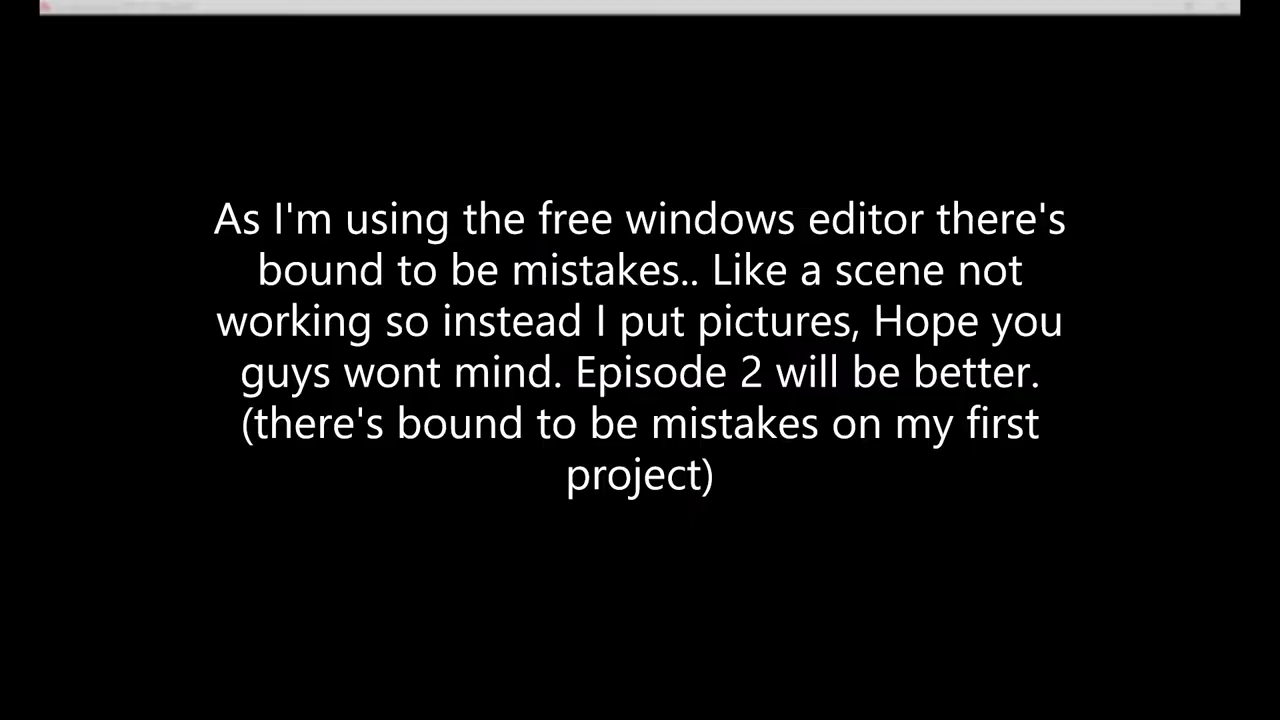 As I'm using the free windows editor there's
bound to be mistakes.. Like a scene not
working so instead I put pictures, Hope you
guys wont mind. Episode 2 will be better.
(there's bound to be mistakes on my first
project)